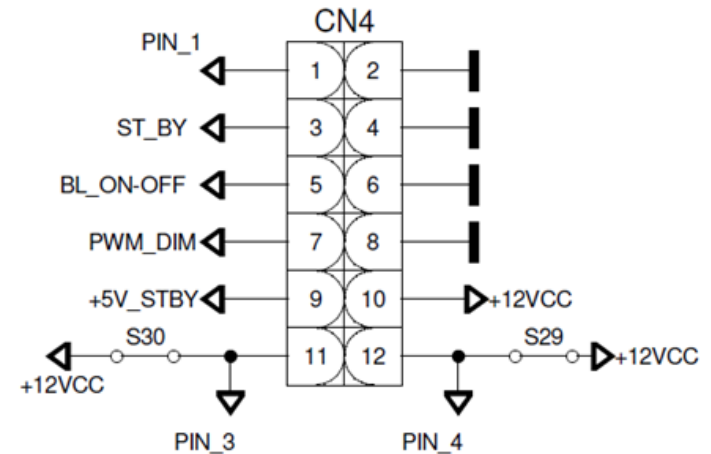 CN4
PIN_1
1 2
ST_BY 3 4
BL_ON-OFF 5 6
PWM_DIM 7 8
+5V_STBY 9 10 +12VCC
S30 11 12 S29
+12VCC +12VCC
PIN_3 PIN_4